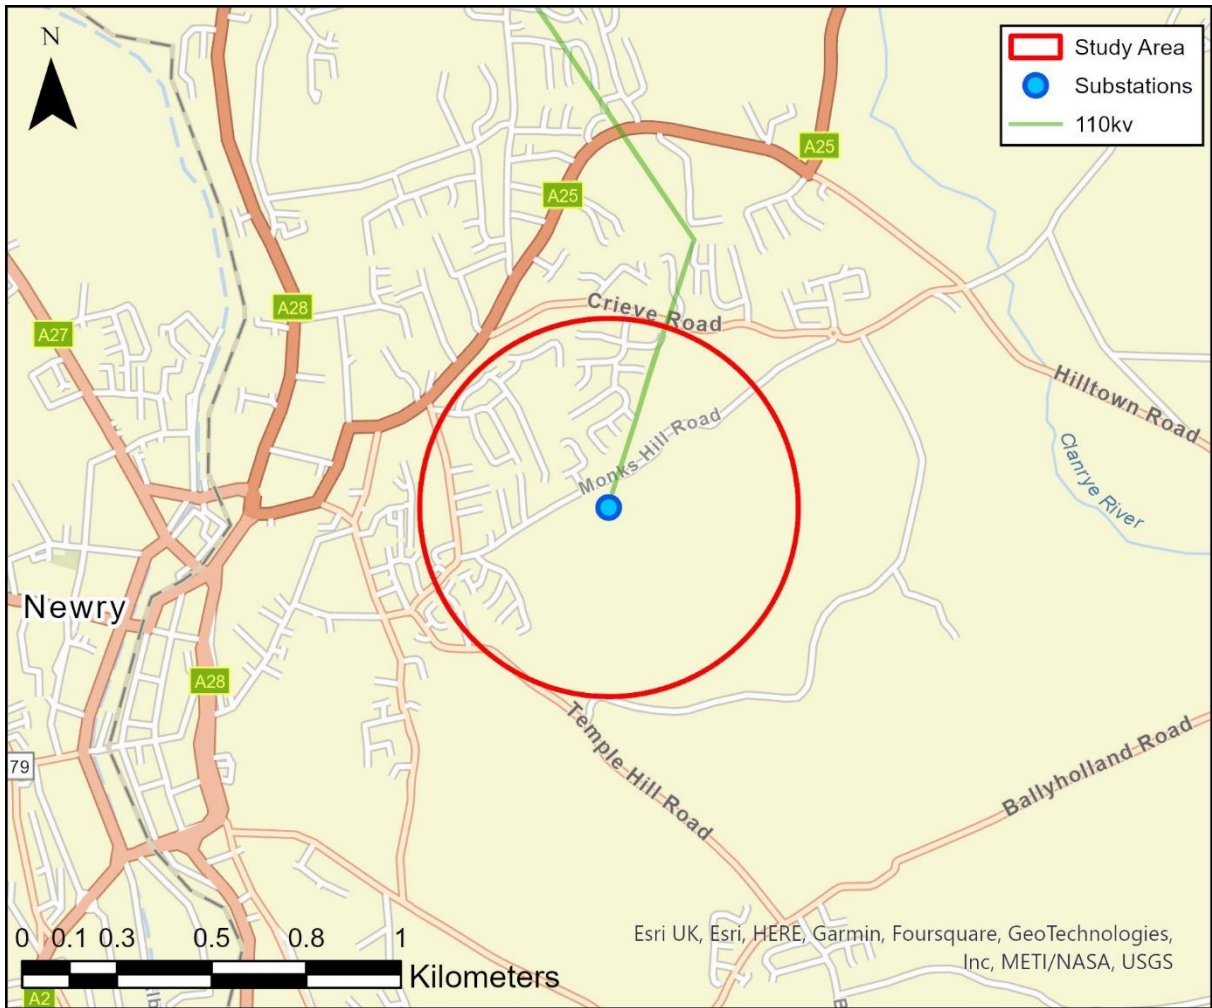 N
Study Area
Substations
110kv
A25
A25
A28
A27
Crieve Road
Hilltown Road
Monks Hill Road
Clanrye River
Newry
A28
Temple Hill Road
Ballyholland Road
79
0 0.1 0.3 0.5 0.8 1
Kilometers
A2
Esri UK, Esri, HERE, Garmin, Foursquare, GeoTechnologies,
Inc, METI/NASA, USGS